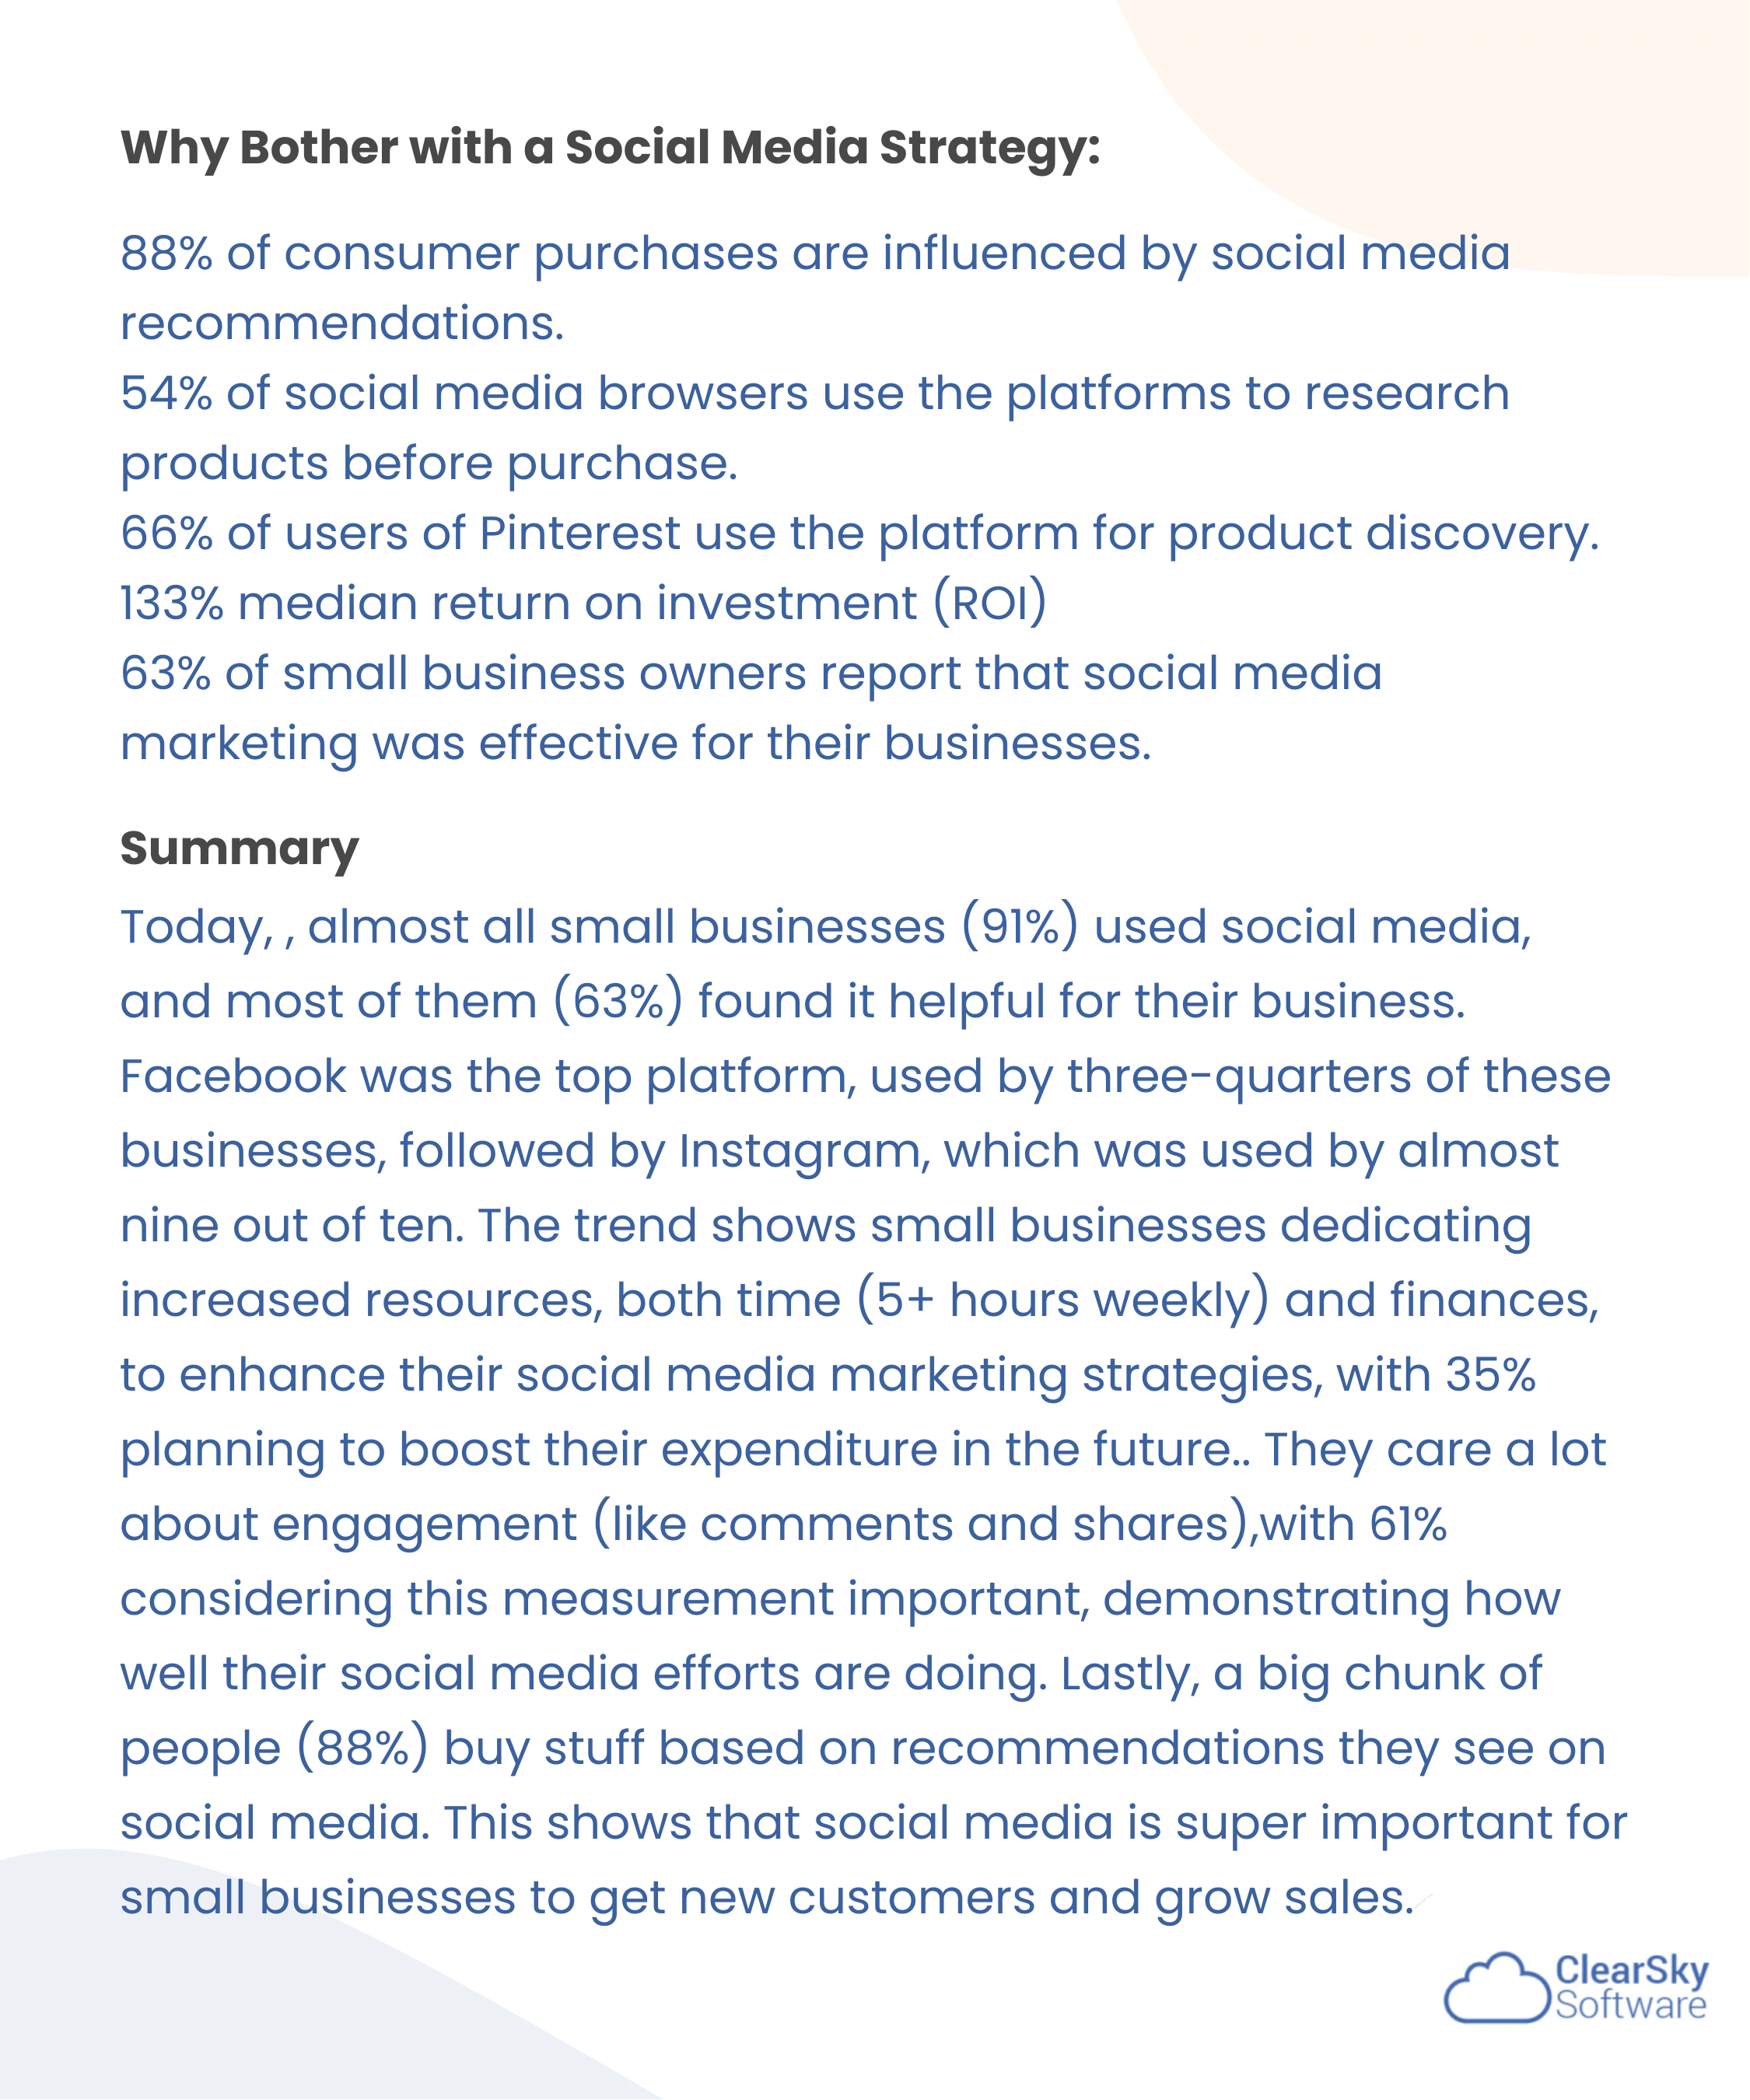 Why Bother with a Social Media Strategy:
88% of consumer purchases are influenced by social media
recommendations.
54% of social media browsers use the platforms to research
products before purchase.
66% of users of Pinterest use the platform for product discovery.
133% median return on investment (ROI)
63% of small business owners report that social media
marketing was effective for their businesses.
Summary
Today, , almost all small businesses (91%) used social media,
and most of them (63%) found it helpful for their business.
Facebook was the top platform, used by three-quarters of these
businesses, followed by Instagram, which was used by almost
nine out of ten. The trend shows small businesses dedicating
increased resources, both time (5+ hours weekly) and finances,
to enhance their social media marketing strategies, with 35%
planning to boost their expenditure in the future.. They care a lot
about engagement (like comments and shares),with 61%
considering this measurement important, demonstrating how
well their social media efforts are doing. Lastly, a big chunk of
people (88%) buy stuff based on recommendations they see on
social media. This shows that social media is super important for
small businesses to get new customers and grow sales.
ClearSky
Software